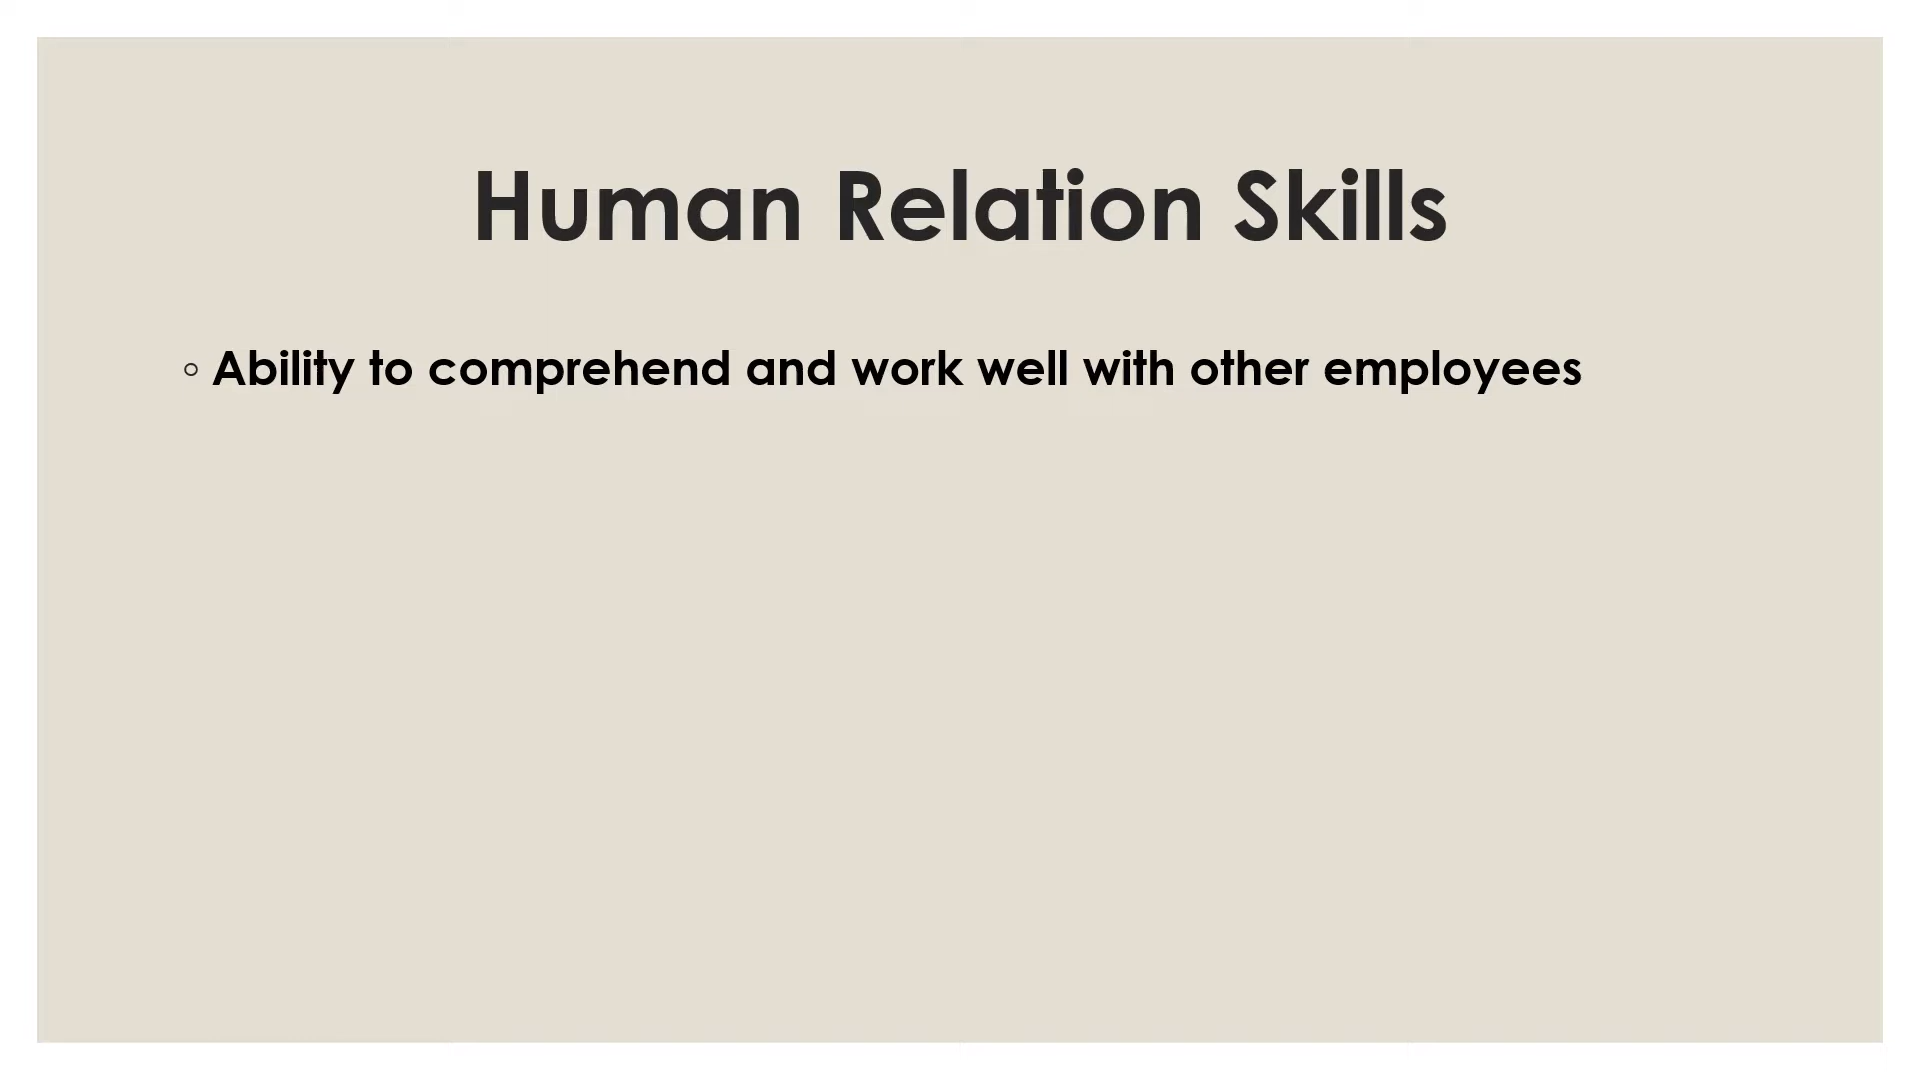 Human Relation Skills
◦ Ability to comprehend and work well with other employees